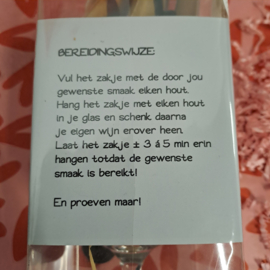 BEREIDINGSWIJZE:
Vul het zakje met de door jou
gewenste smaak eiken hout.
Hang het zakje met eiken hout
in je glas en schenk daarna
je eigen wijn erover heen.
Laat het zakje ± 3 á 5 min erin
hangen totdat de gewenste
smaak is bereikt!
En proeven maar!